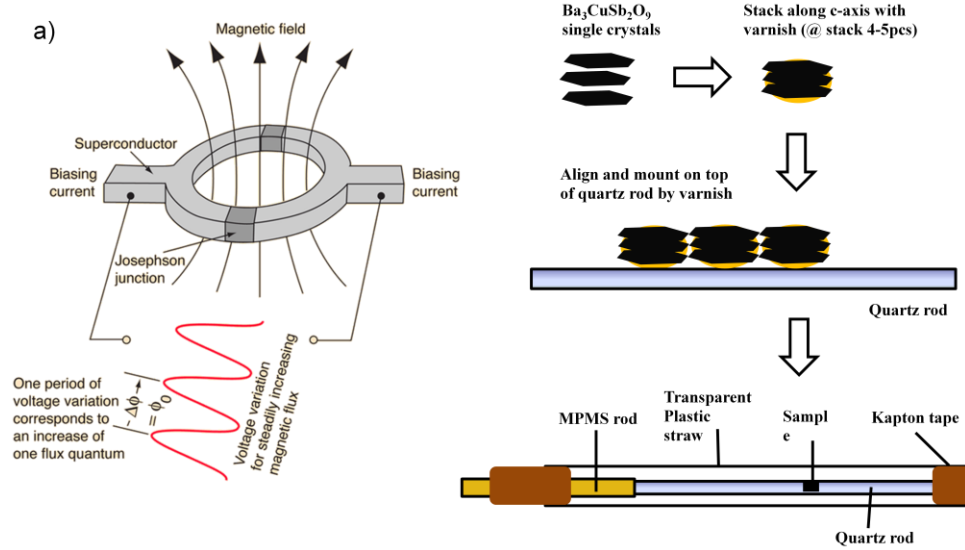 a)
Magnetic field
Superconductor
Biasing
current
Biasing
current
Josephson
junction
One period of
voltage variation
corresponds to
an increase of
one flux quantum
- Δϕ
= ϕ0
Voltage variation
for steadily increasing
magnetic flux
Ba3CuSb2O9
single crystals
Stack along c-axis with
varnish (@ stack 4-5pcs)
Align and mount on top
of quartz rod by varnish
Quartz rod
MPMS rod
Transparent
Plastic
straw
Sampl
e
Kapton tape
Quartz rod